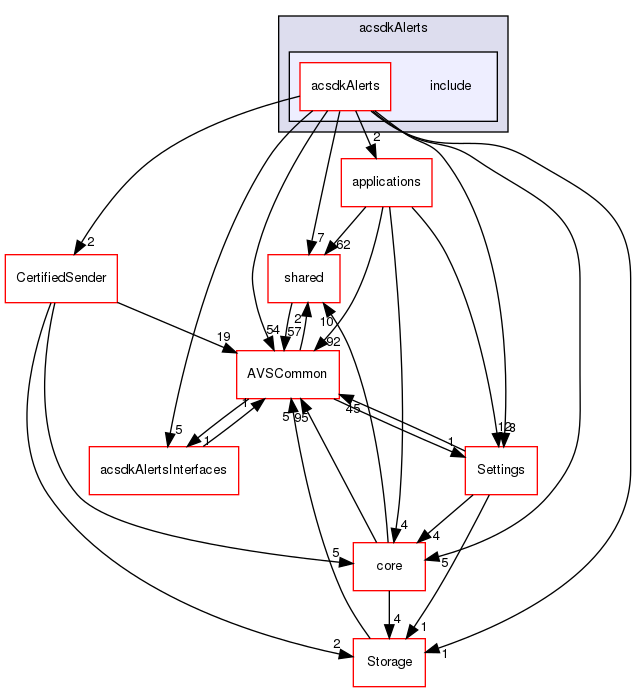 acsdkAlerts
acsdkAlerts
include
2
applications
2
7
62
CertifiedSender
shared
10
2
19
54
57
92
AVSCommon
1
45
5
95
5
1
1
12
acsdkAlertsInterfaces
Settings
5
4
4
5
core
4
1
2
1
Storage